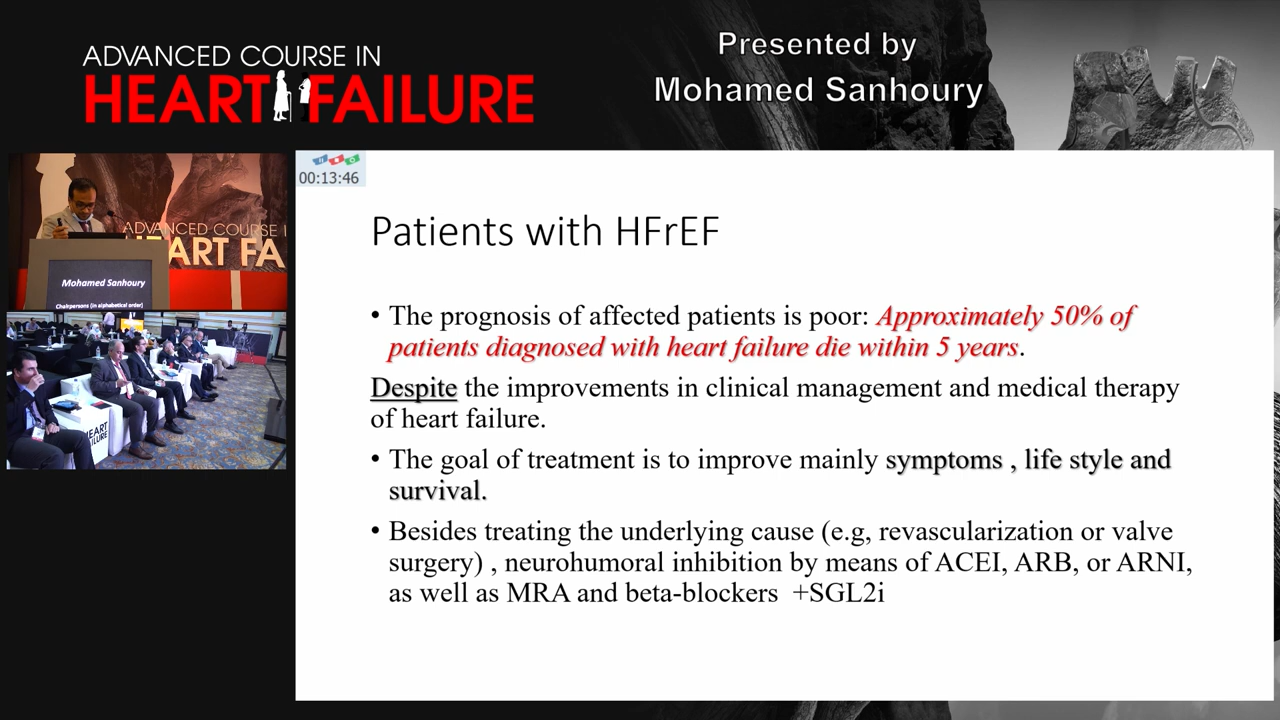 ADVANCED COURSE IN
HEART FAILURE
Presented by
Mohamed Sanhoury
ADVANCED COURSE IN
HEART FA
Mohamed Sanhoury
Chairpersons (in alphabetical order)
HEART
FAILURE
00:13:46
Patients with HFrEF
• The prognosis of affected patients is poor: Approximately 50% of
patients diagnosed with heart failure die within 5 years.
Despite the improvements in clinical management and medical therapy
of heart failure.
• The goal of treatment is to improve mainly symptoms , life style and
survival.
• Besides treating the underlying cause (e.g, revascularization or valve
surgery) , neurohumoral inhibition by means of ACEI, ARB, or ARNI,
as well as MRA and beta-blockers +SGL2i